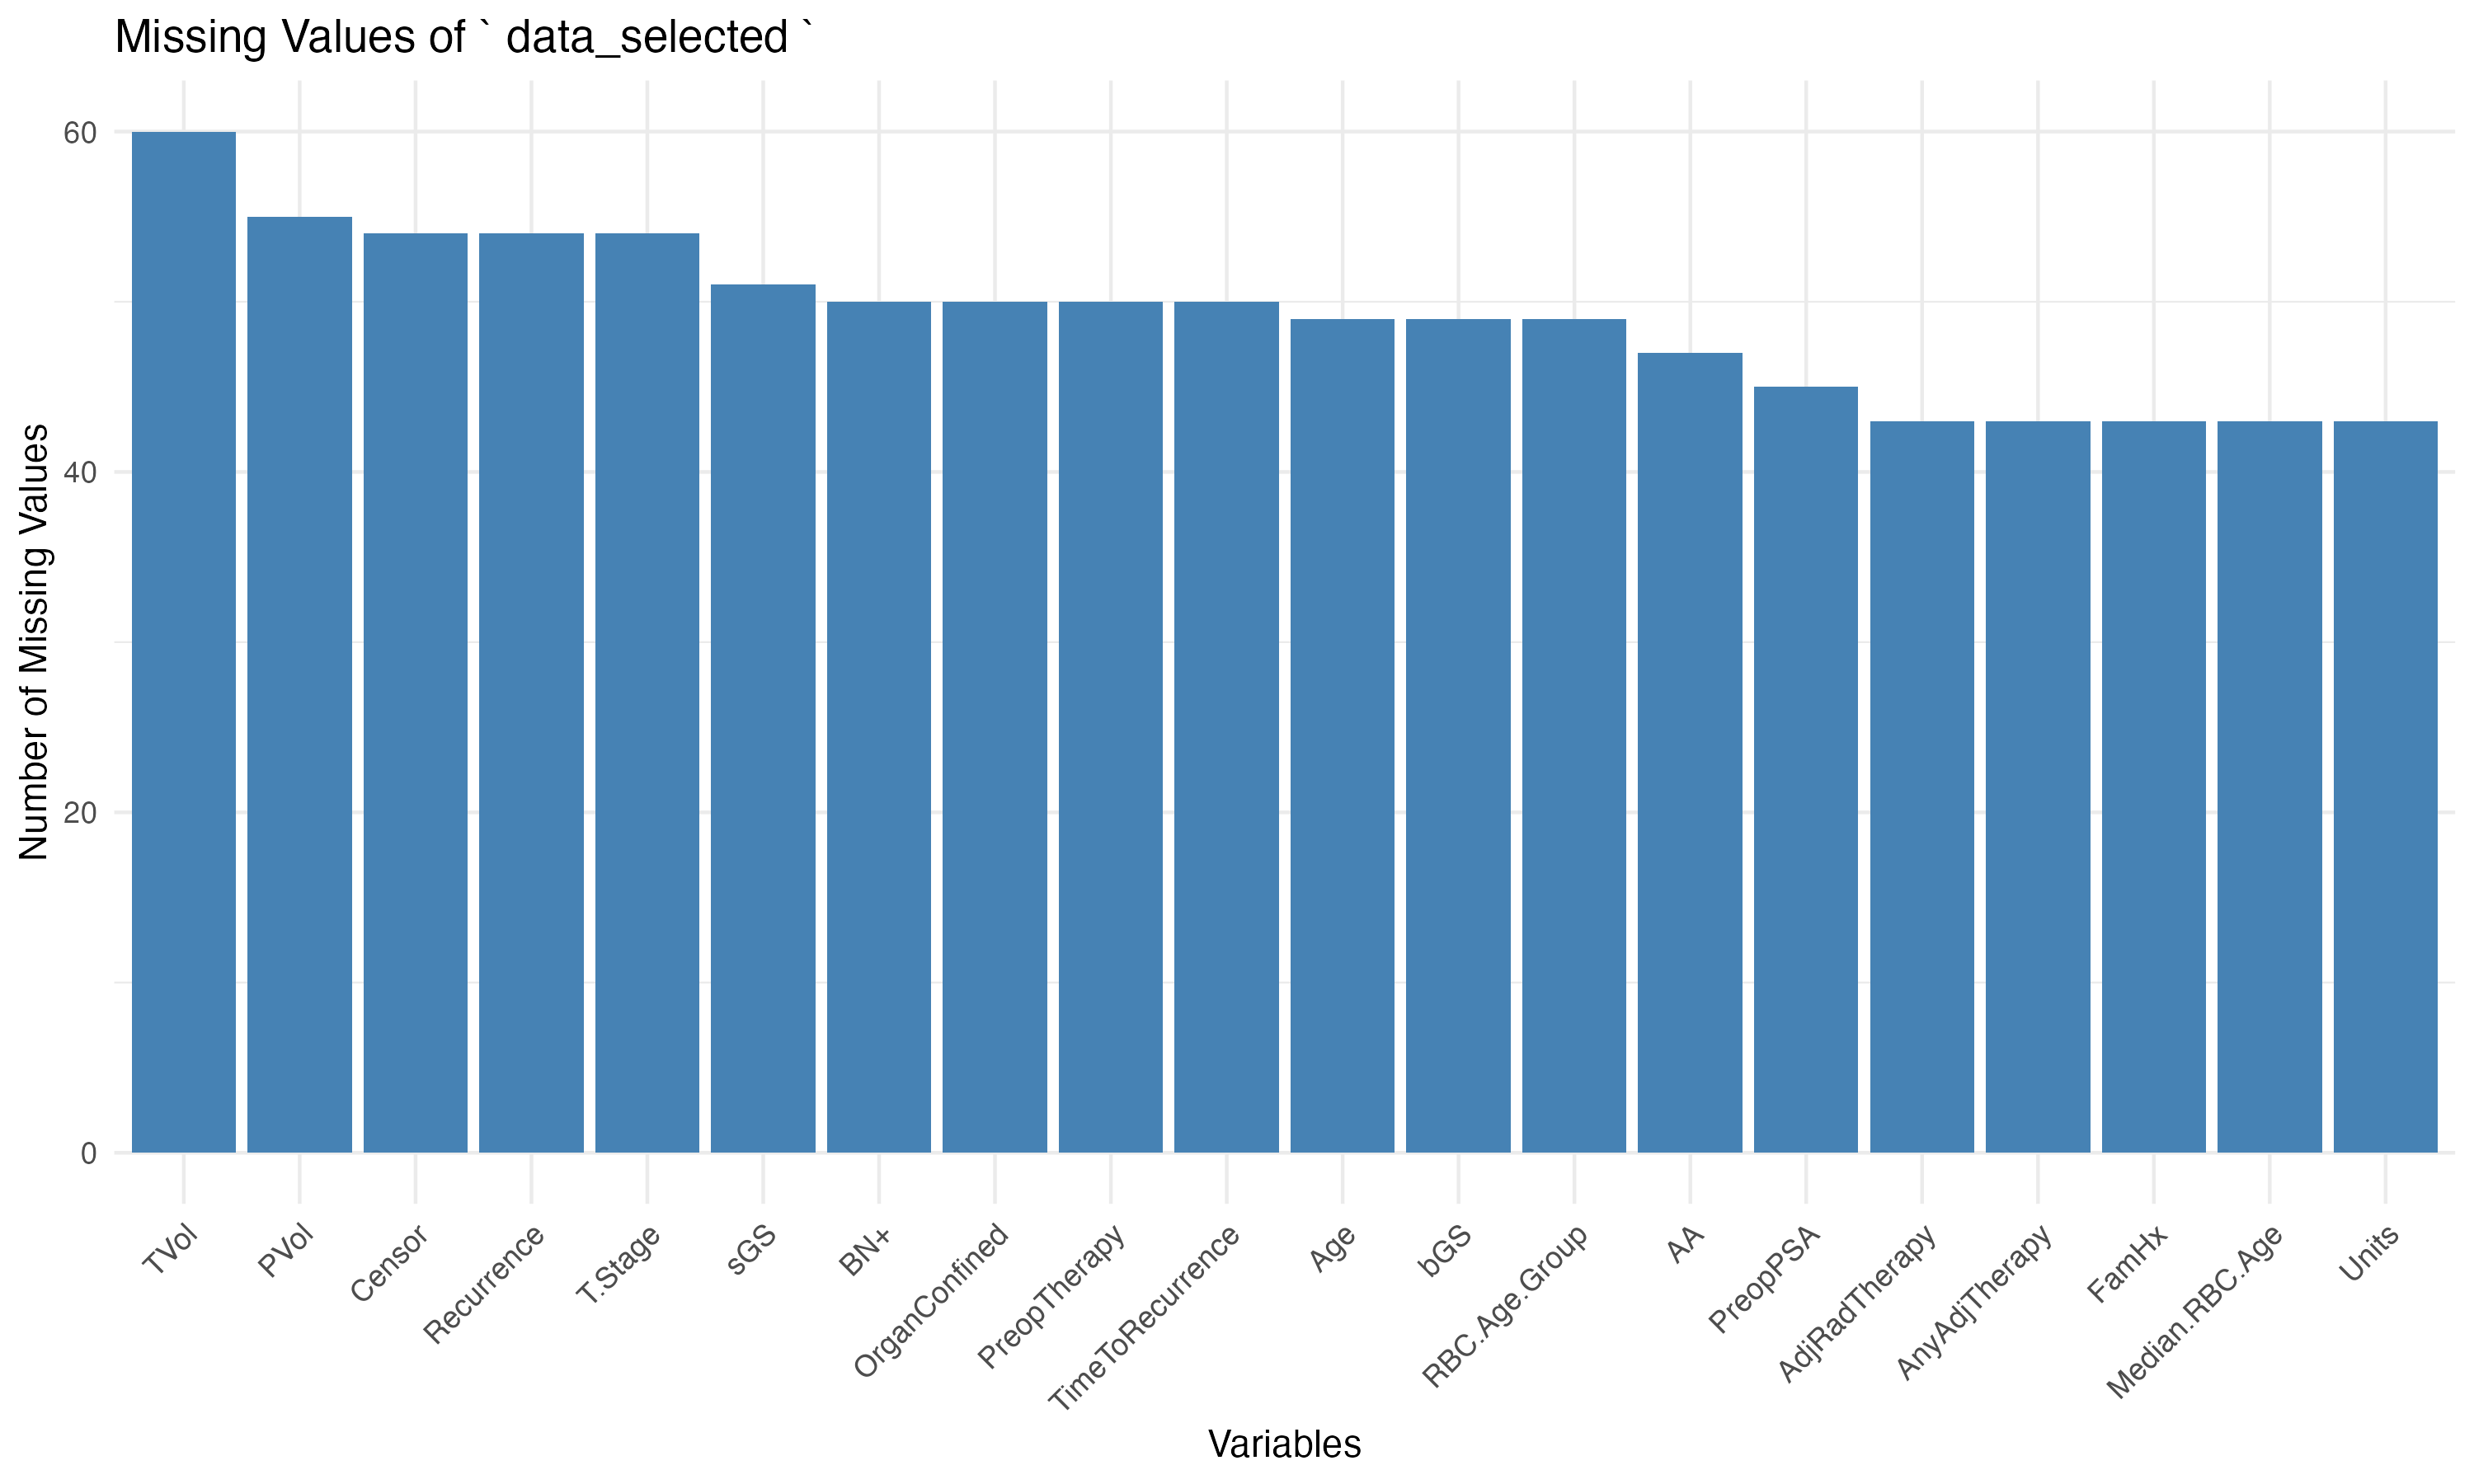 Missing Values of ` data_selected `
Number of Missing Values
60
40
20
0
TVol
PVol
Censor
Recurrence
T.Stage
sGS
BN+
OrganConfined
PreopTherapy
TimeToRecurrence
Age
bGS
RBC.Age.Group
AA
PreopPSA
AdjRadTherapy
AnyAdjTherapy
FamHx
Median.RBC.Age
Units
Variables